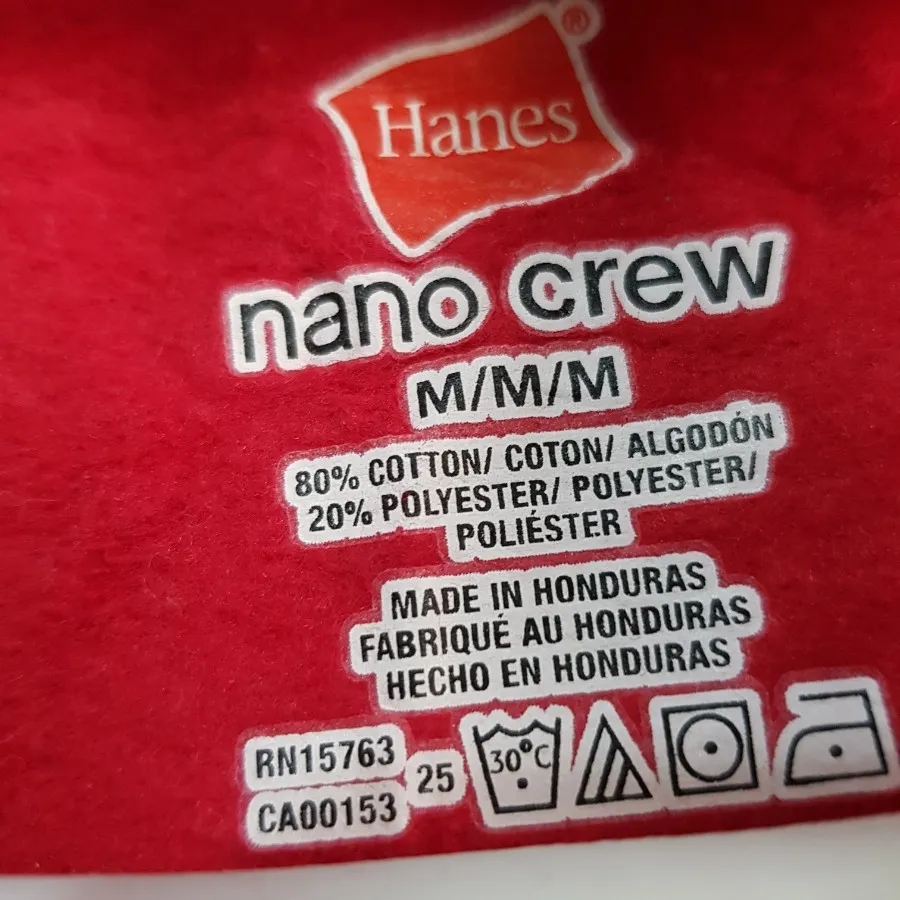 Hanes®
nano crew
M/M/M
80% COTTON/ COTON/ ALGODÓN
20% POLYESTER/ POLYESTER/
POLIÉSTER
MADE IN HONDURAS
FABRIQUÉ AU HONDURAS
HECHO EN HONDURAS
RN15763
CA00153
25
30°C